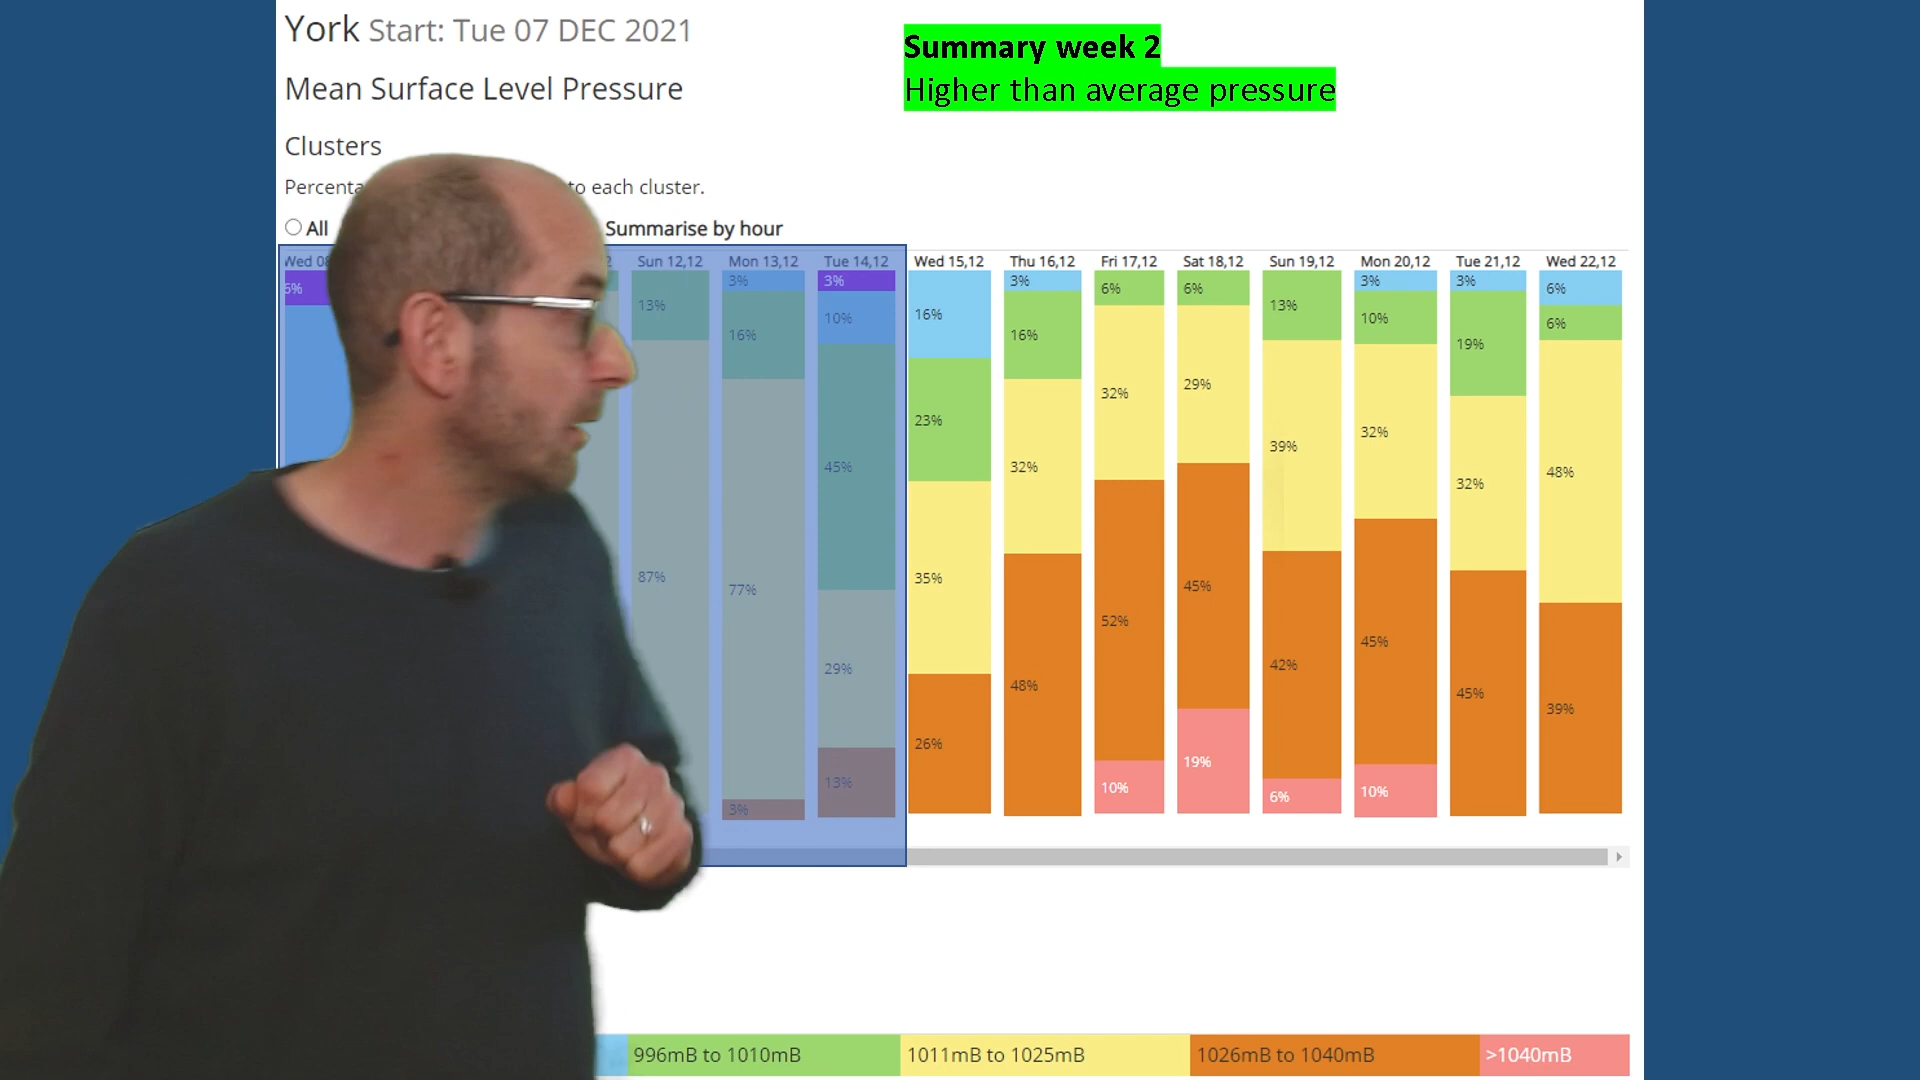 York Start: Tue 07 DEC 2021
Summary week 2
Higher than average pressure
Mean Surface Level Pressure
Clusters
to each cluster.
All
Summarise by hour
Wed Sun 12,12 Mon 13,12 Tue 14,12 Wed 15,12 Thu 16,12 Fri 17,12 Sat 18,12 Sun 19,12 Mon 20,12 Tue 21,12 Wed 22,12
3% 3% 3% 3% 3%
6% 6% 6%
13% 13%
10% 16% 10%
16% 16% 6%
19%
29%
32%
23% 32%
39%
45% 32% 48%
32%
87% 77% 35% 45%
52%
45%
29% 48% 42% 45% 39%
26%
19%
13% 10% 10%
3% 6%
996mB to 1010mB 1011mB to 1025mB 1026mB to 1040mB >1040mB